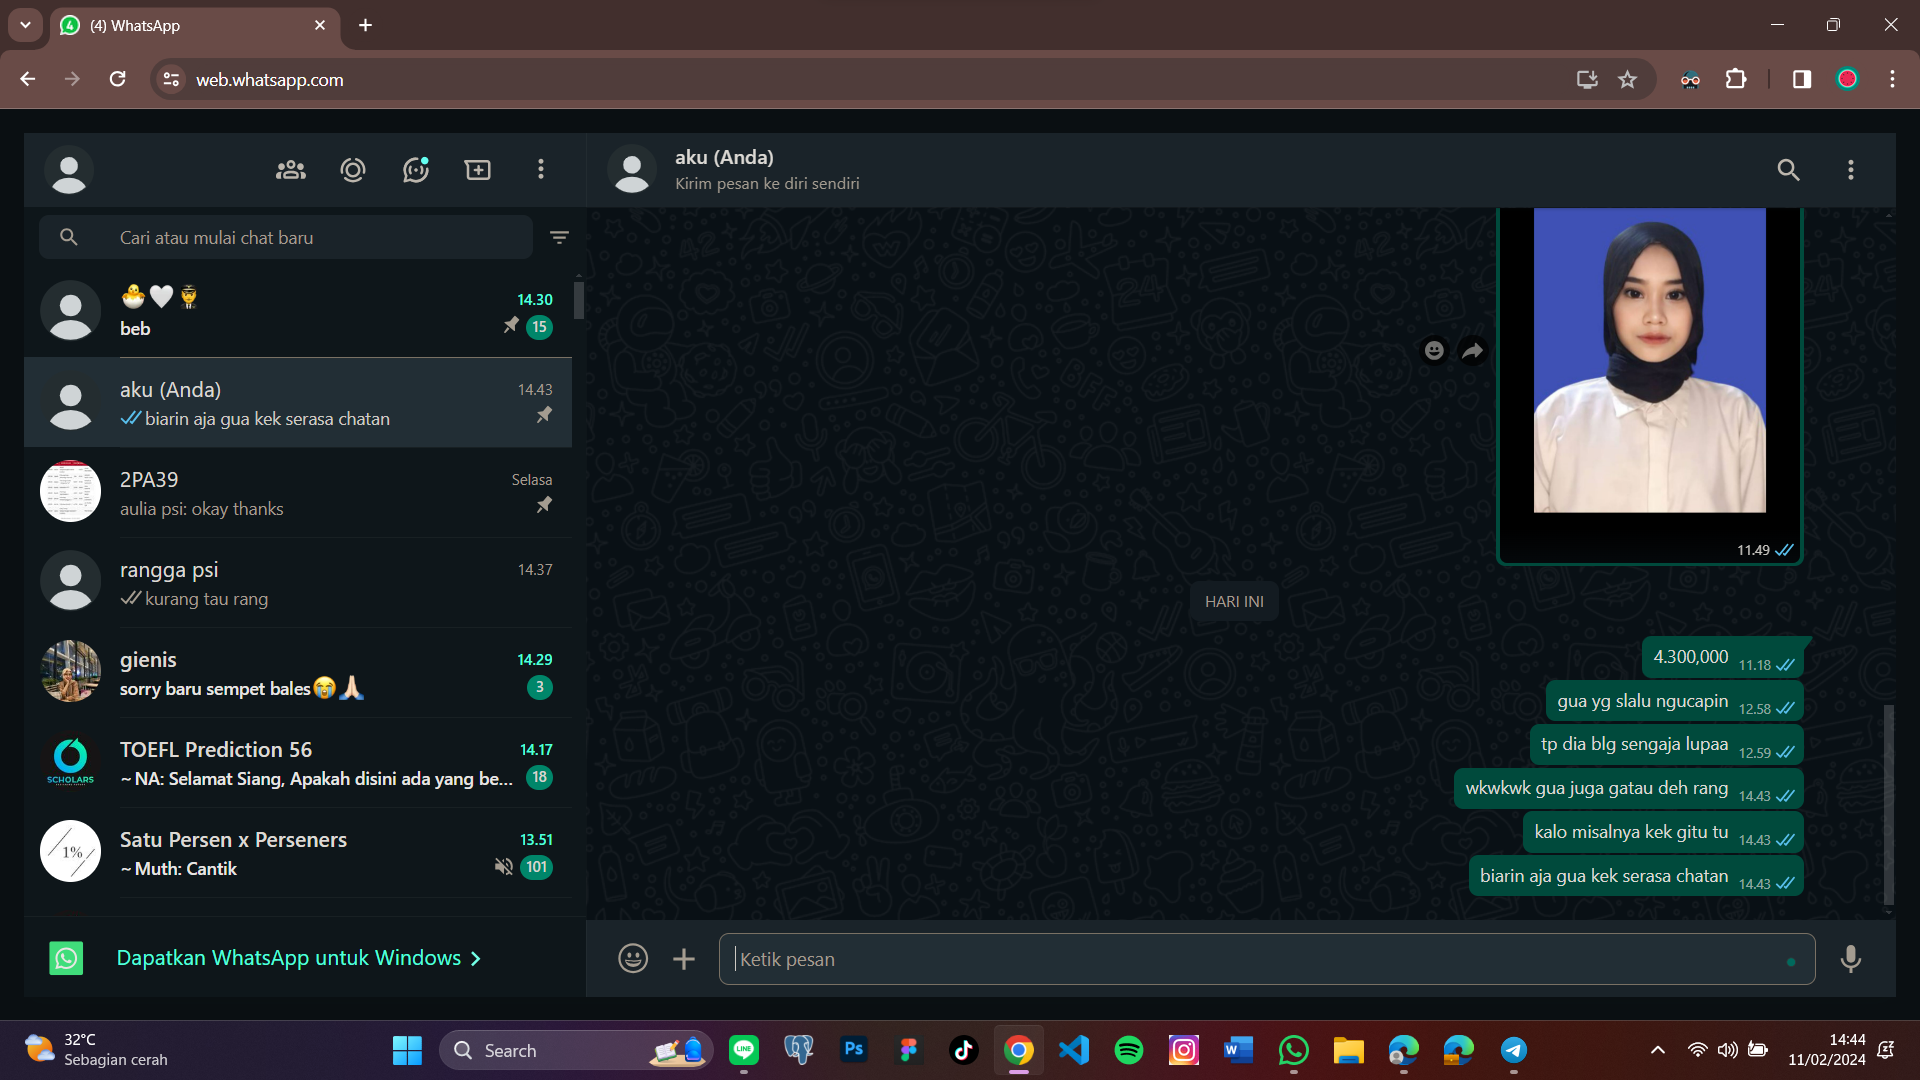 (4) WhatsApp
web.whatsapp.com
Cari atau mulai chat baru
14.30
beb
15
aku (Anda)
14.43
biarin aja gua kek serasa chatan
2PA39
Selasa
aulia psi: okay thanks
rangga psi
14.37
kurang tau rang
gienis
14.29
sorry baru sempet bales😭🙏🏻
3
SCHOLARS
TOEFL Prediction 56
14.17
~ NA: Selamat Siang, Apakah disini ada yang be...
18
1%
Satu Persen x Perseners
13.51
~ Muth: Cantik
101
Dapatkan WhatsApp untuk Windows
aku (Anda)
Kirim pesan ke diri sendiri
11.49
HARI INI
4.300,000 11.18
gua yg slalu ngucapin 12.58
tp dia blg sengaja lupaa 12.59
wkwkwk gua juga gatau deh rang 14.43
kalo misalnya kek gitu tu 14.43
biarin aja gua kek serasa chatan 14.43
Ketik pesan
32°C
Sebagian cerah
Search
LINE
Ps
W
14:44
11/02/2024